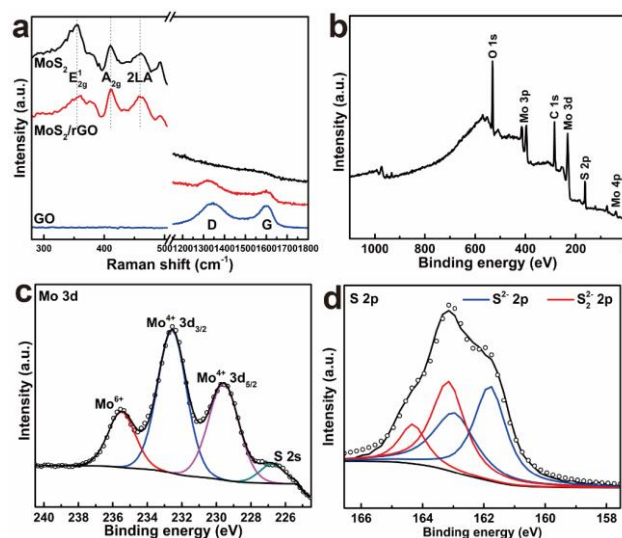 a
MoS2
E12g
A2g
2LA
MoS2/rGO
GO
D
G
Intensity (a.u.)
300 400 500 1200 1300 1400 1500 1600 1700 1800
Raman shift (cm-1)
b
O 1s
Mo 3p
C 1s
Mo 3d
S 2p
Mo 4p
Intensity (a.u.)
1000 800 600 400 200 0
Binding energy (eV)
c
Mo 3d
Mo4+ 3d3/2
Mo4+ 3d5/2
Mo6+
S 2s
Intensity (a.u.)
240 238 236 234 232 230 228 226
Binding energy (eV)
d
S 2p
S2- 2p
S22- 2p
Intensity (a.u.)
166 164 162 160 158
Binding energy (eV)